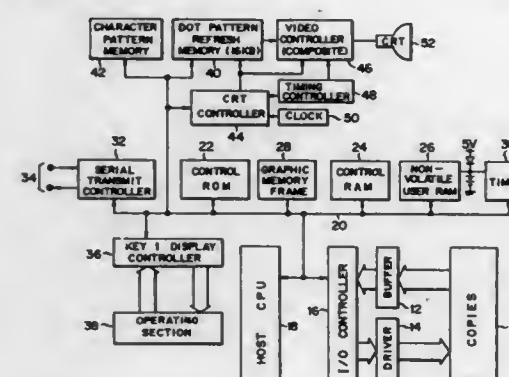 CHARACTER
PATTERN
MEMORY
42
DOT PATTERN
REFRESH
MEMORY (16KB)
40
VIDEO
CONTROLLER
(COMPOSITE)
46
CRT
52
TIMING
CONTROLLER
48
CRT
CONTROLLER
44
CLOCK
50
32
SERIAL
TRANSMIT
CONTROLLER
34
22
CONTROL
ROM
28
GRAPHIC
MEMORY
FRAME
24
CONTROL
RAM
26
NON-
VOLATILE
USER RAM
5V
TIM
20
36
KEY I DISPLAY
CONTROLLER
38
OPERATING
SECTION
HOST CPU
18
16
I/O CONTROLLER
BUFFER
12
14
DRIVER
COPIES